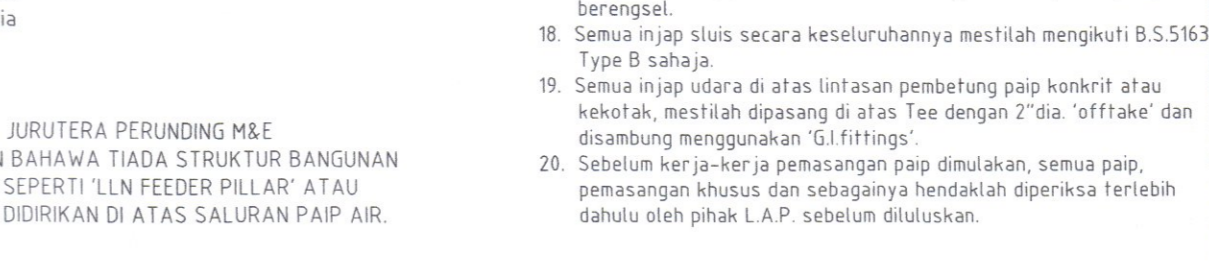 ia
JURUTERA PERUNDING M&E
BAHAWA TIADA STRUKTUR BANGUNAN
SEPERTI 'LLN FEEDER PILLAR' ATAU
DIDIRIKAN DI ATAS SALURAN PAIP AIR.
berengsel.
18. Semua injap sluis secara keseluruhannya mestilah mengikuti B.S.5163
Type B sahaja.
19. Semua injap udara di atas lintasan pembetung paip konkrit atau
kekotak, mestilah dipasang di atas Tee dengan 2"dia. 'offtake' dan
disambung menggunakan 'G.I.fittings'.
20. Sebelum kerja-kerja pemasangan paip dimulakan, semua paip,
pemasangan khusus dan sebagainya hendaklah diperiksa terlebih
dahulu oleh pihak L.A.P. sebelum diluluskan.